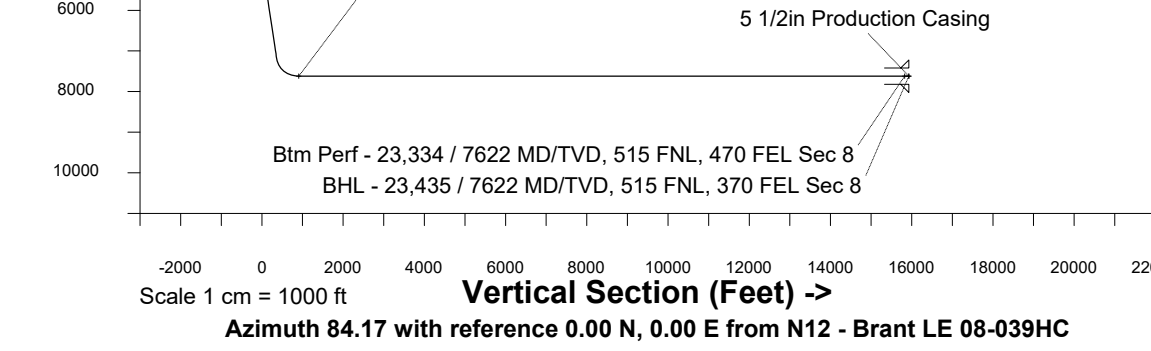 6000
5 1/2in Production Casing
8000
Btm Perf - 23,334 / 7622 MD/TVD, 515 FNL, 470 FEL Sec 8
10000
BHL - 23,435 / 7622 MD/TVD, 515 FNL, 370 FEL Sec 8
-2000 0 2000 4000 6000 8000 10000 12000 14000 16000 18000 20000
Scale 1 cm = 1000 ft
Vertical Section (Feet) ->
Azimuth 84.17 with reference 0.00 N, 0.00 E from N12 - Brant LE 08-039HC